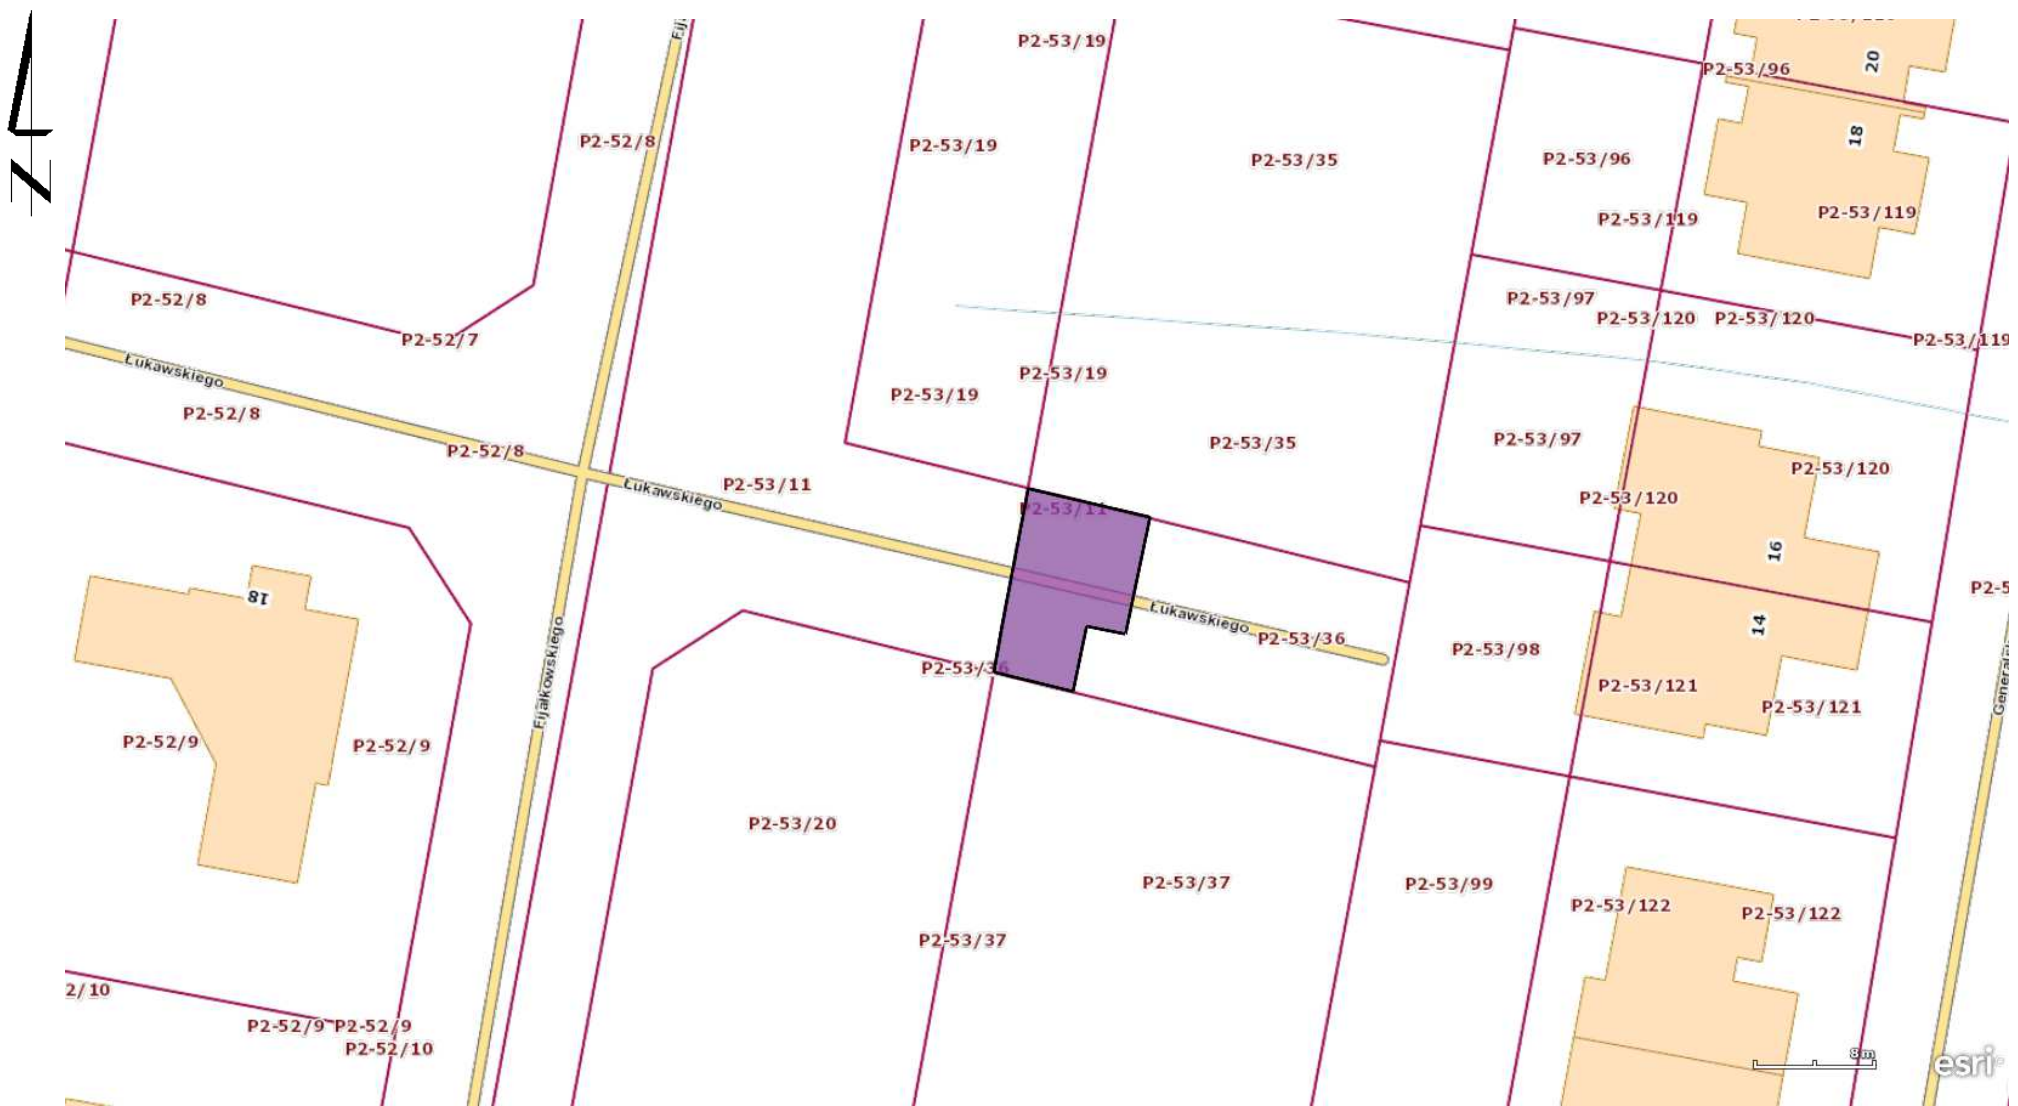 P2-53/19
20
P2-53/96
18
P2-52/8
P2-53/19
P2-53/35
P2-53/96
P2-53/119
P2-53/119
N
P2-52/8
P2-53/97
P2-53/120
P2-53/120
P2-52/7
P2-53/119
Łukawskiego
P2-53/19
P2-53/19
P2-52/8
P2-53/35
P2-53/97
P2-52/8
P2-53/120
P2-53/11
Łukawskiego
P2-53/120
P2-53/11
16
18
Łukawskiego
14
P2-53/36
P2-53/98
P2-53/36
Fijałkowskiego
P2-53/121
P2-53/121
P2-52/9
P2-52/9
P2-53/20
P2-53/37
P2-53/99
P2-53/122
P2-53/122
P2-53/37
2/10
P2-52/9
P2-52/9
P2-52/10
8m
esri